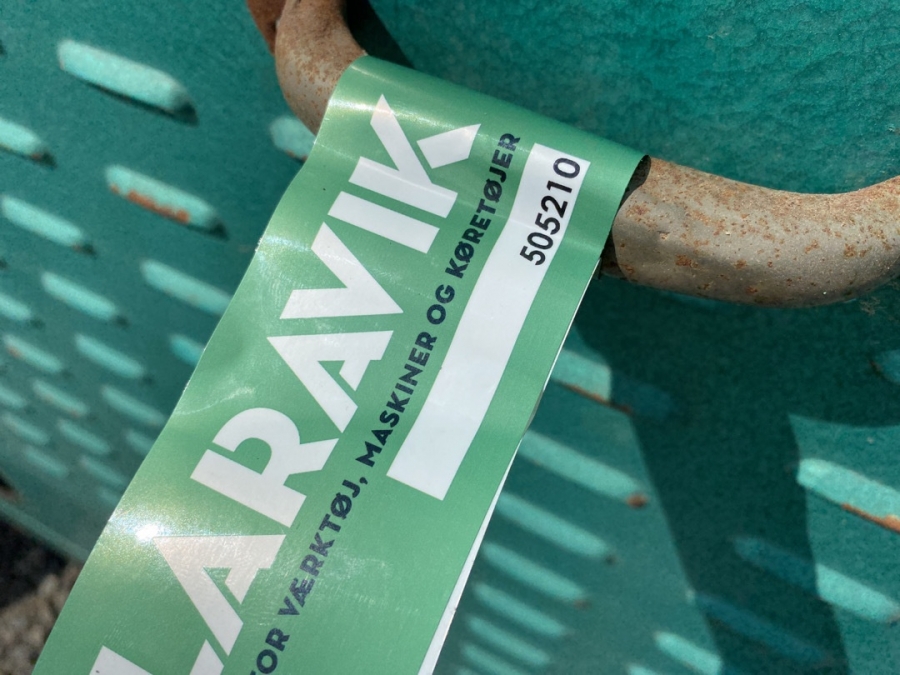 LARAVIK
FOR VÆRKTØJ, MASKINER OG KØRETØJER
505210